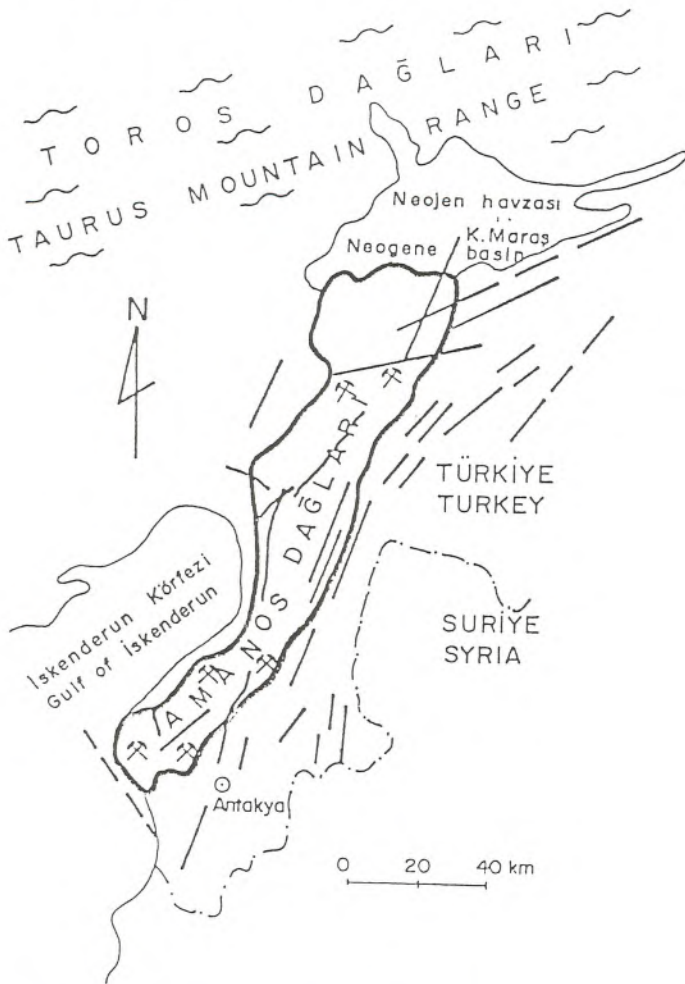 TOROS DAĞLARI
TAURUS MOUNTAIN RANGE
Neojen havzası
K.Maraş
Neogene basin
N
AMANOS DAĞLARI
TÜRKİYE
TURKEY
SURİYE
SYRIA
İskenderun Körfezi
Gulf of İskenderun
Antakya
0 20 40 km